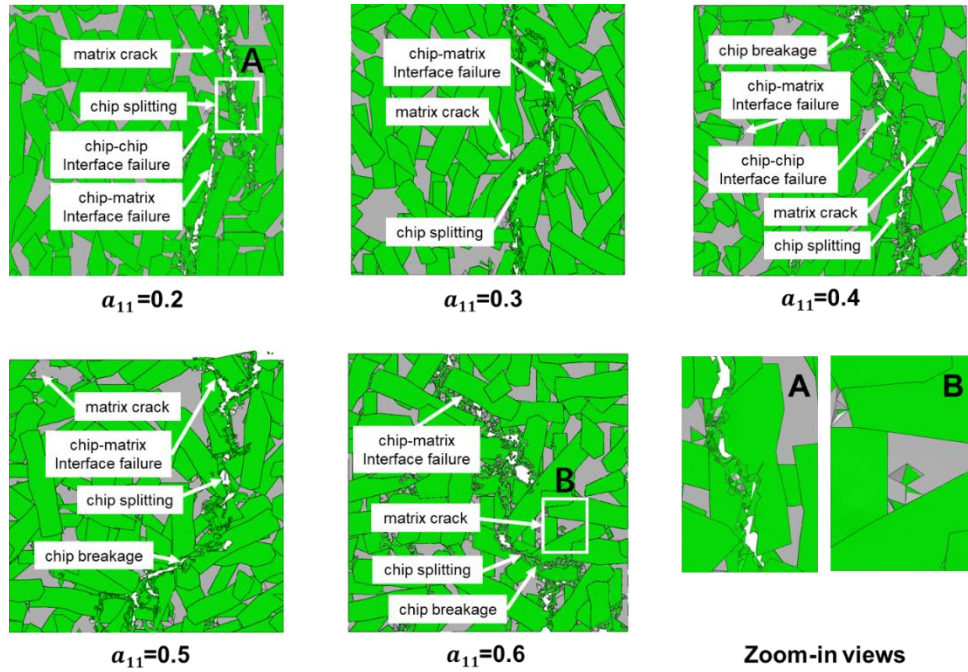 matrix crack
A
chip splitting
chip-chip
Interface failure
chip-matrix
Interface failure
a₁₁=0.2
chip-matrix
Interface failure
matrix crack
chip splitting
a₁₁=0.3
chip breakage
chip-matrix
Interface failure
chip-chip
Interface failure
matrix crack
chip splitting
a₁₁=0.4
matrix crack
chip-matrix
Interface failure
chip splitting
chip breakage
a₁₁=0.5
chip-matrix
Interface failure
B
matrix crack
chip splitting
chip breakage
a₁₁=0.6
A
B
Zoom-in views